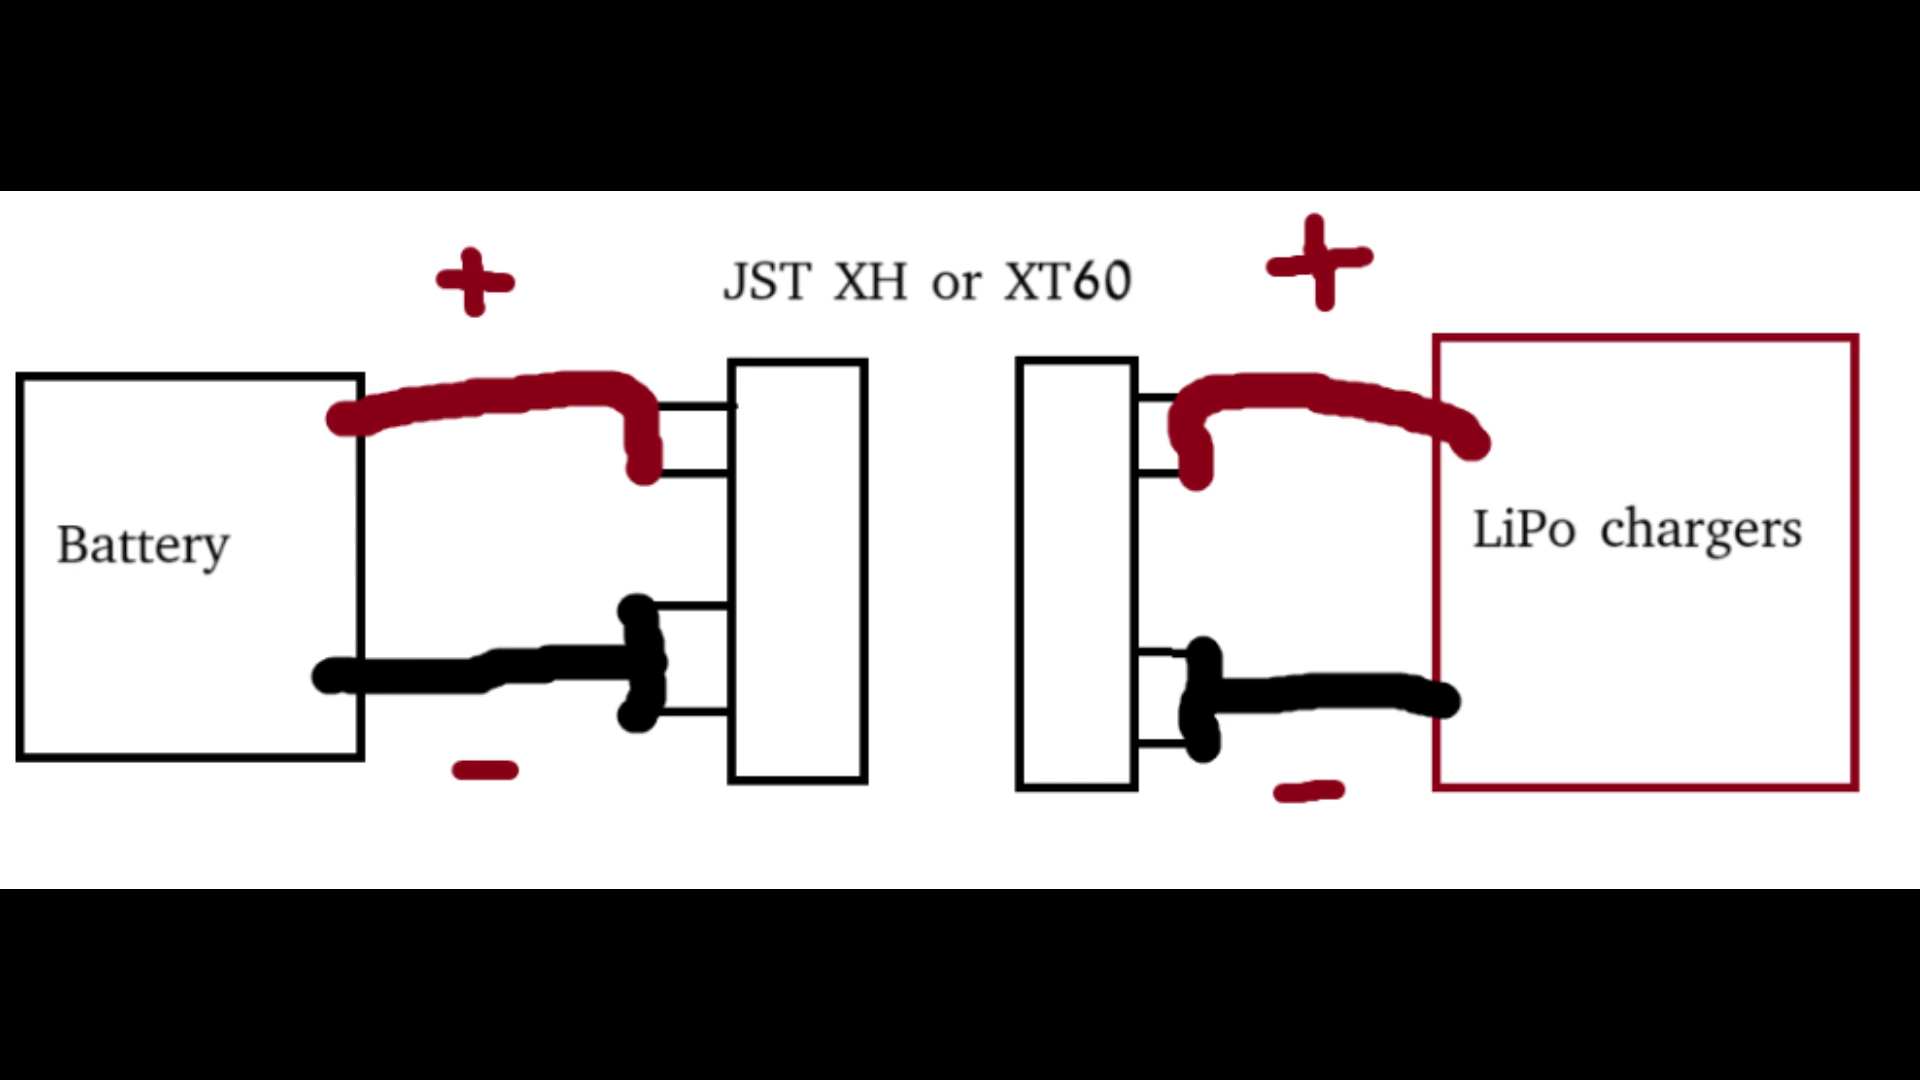 +
+
JST XH or XT60
Battery
LiPo chargers
-
-